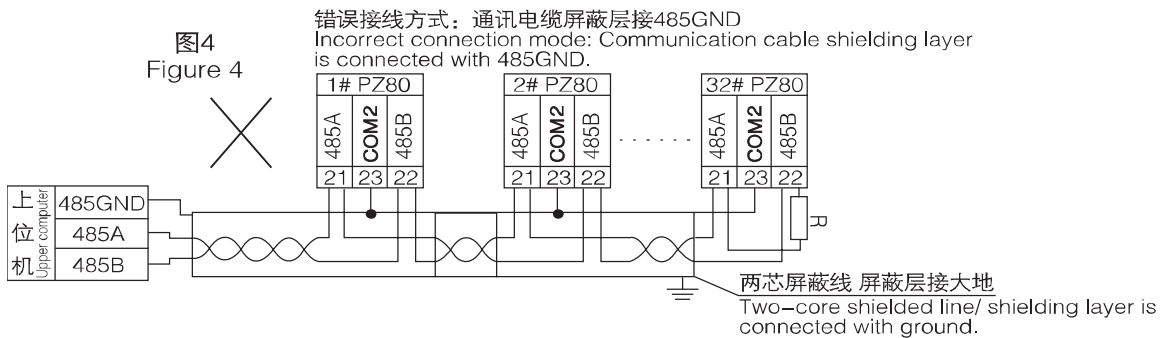 错误接线方式：通讯电缆屏蔽层接485GND
Incorrect connection mode: Communication cable shielding layer
is connected with 485GND.
图4
Figure 4
1# PZ80
485A
COM2
485B
21 23 22
2# PZ80
485A
COM2
485B
21 23 22
32# PZ80
485A
COM2
485B
21 23 22
上位机
Upper computer
485GND
485A
485B
R
两芯屏蔽线 屏蔽层接大地
Two-core shielded line/ shielding layer is
connected with ground.